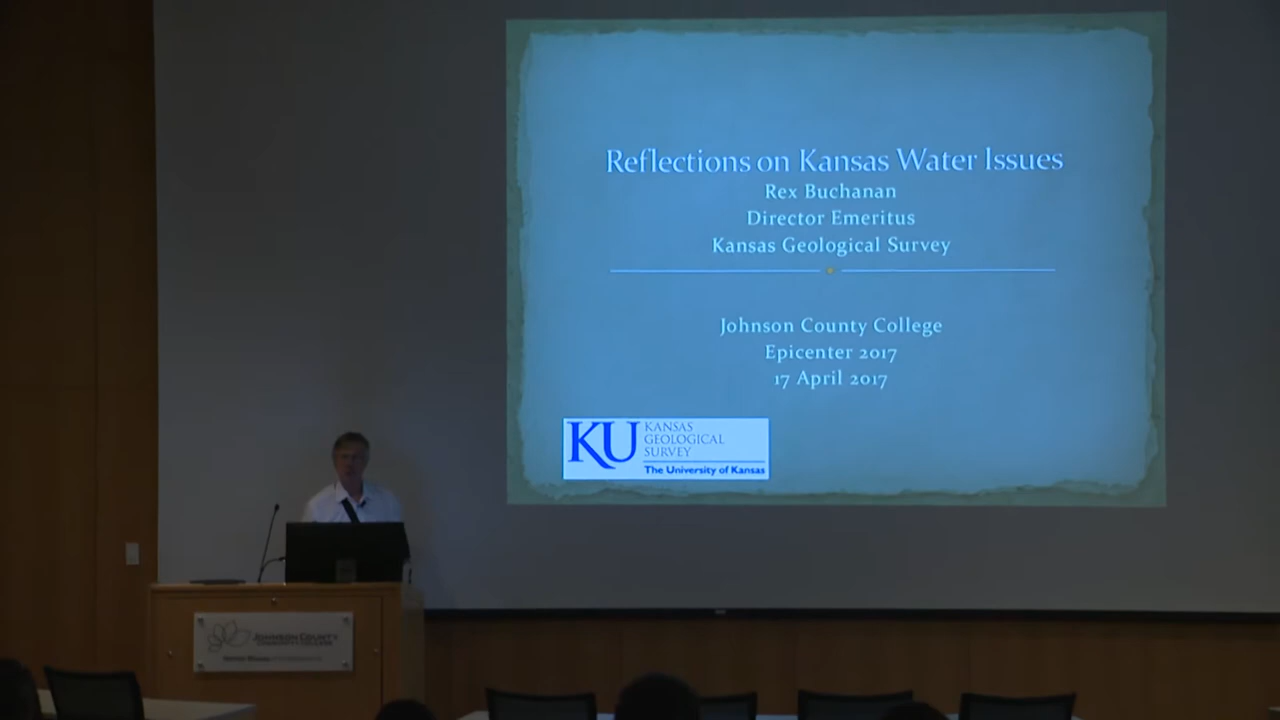 Reflections on Kansas Water Issues
Rex Buchanan
Director Emeritus
Kansas Geological Survey
Johnson County College
Epicenter 2017
17 April 2017
KU
KANSAS
GEOLOGICAL
SURVEY
The University of Kansas
JOHNSON COUNTY
COMMUNITY COLLEGE